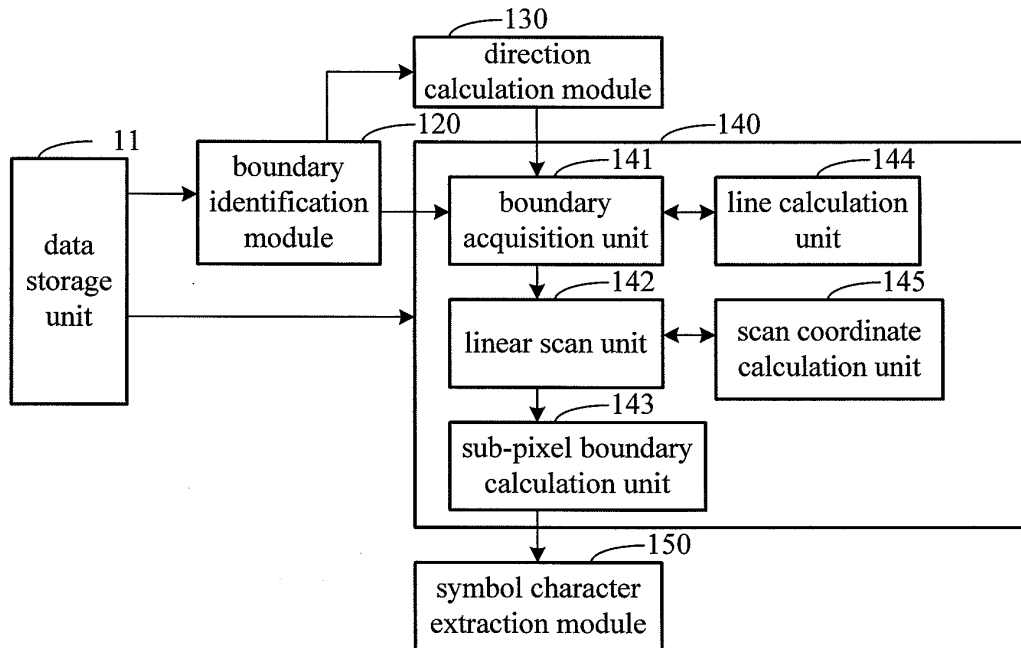 130
direction
calculation module
11
120
140
boundary
identification
module
141
144
boundary
acquisition unit
line calculation
unit
data
storage
unit
142
145
linear scan unit
scan coordinate
calculation unit
143
sub-pixel boundary
calculation unit
150
symbol character
extraction module